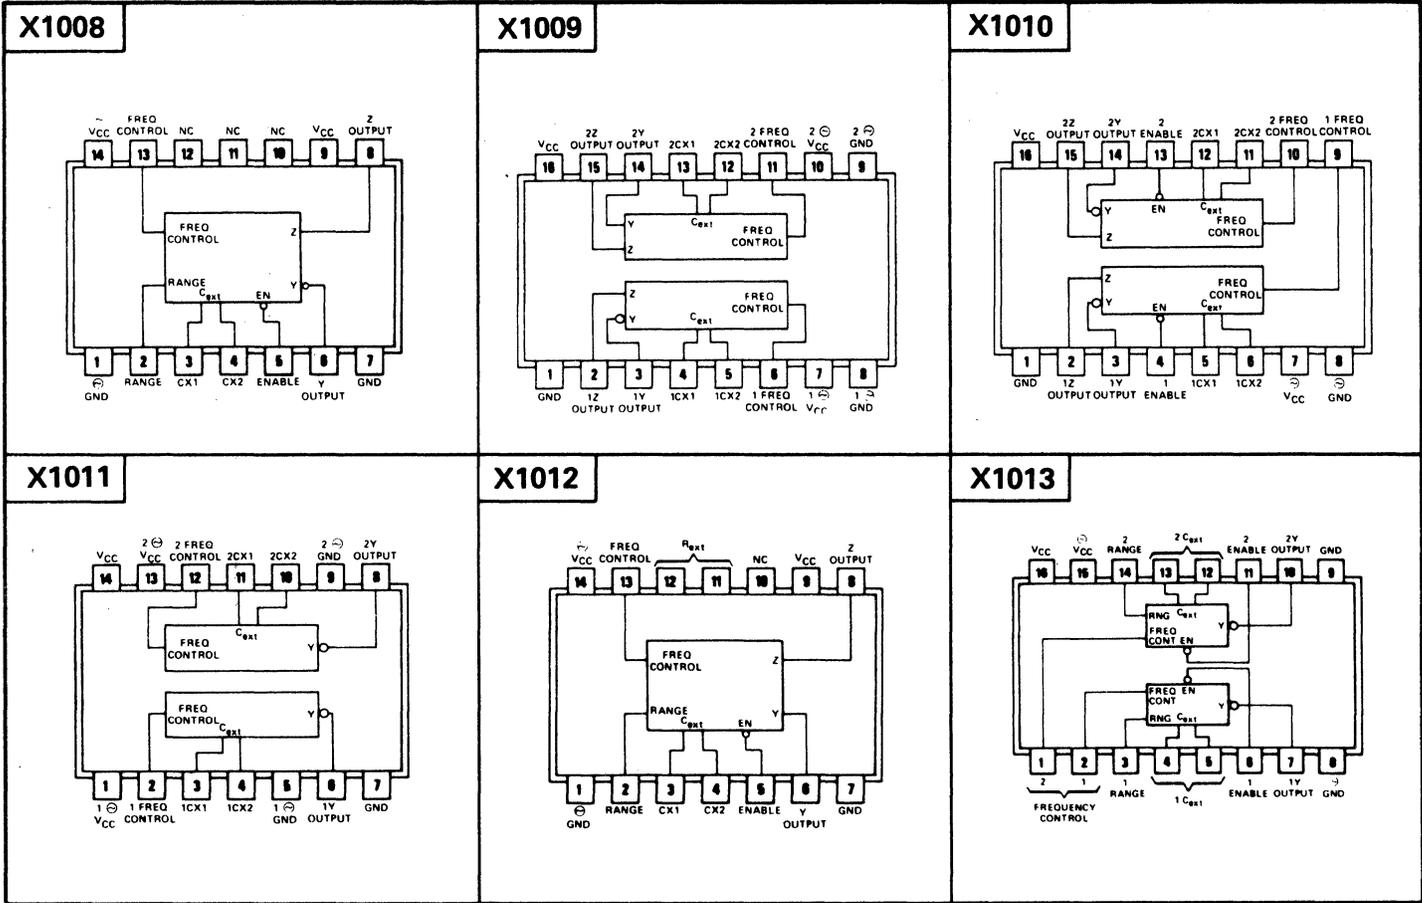 X1008
FREQ Z
VCC CONTROL NC NC NC VCC OUTPUT
14 13 12 11 10 9 8
FREQ
CONTROL Z
RANGE Y
Cext EN
1 2 3 4 5 6 7
GND RANGE CX1 CX2 ENABLE Y OUTPUT GND
X1009
2Z 2Y 2 FREQ 2 ⊖ 2 ⊖
VCC OUTPUT OUTPUT 2CX1 2CX2 CONTROL VCC GND
16 15 14 13 12 11 10 9
Y Cext
FREQ
Z CONTROL
Z FREQ
Y CONTROL
Cext
1 2 3 4 5 6 7 8
GND 1Z 1Y 1CX1 1CX2 1 FREQ 1 ⊖ 1 ⊖
OUTPUT OUTPUT CONTROL VCC GND
X1010
2Z 2Y 2 2 FREQ 1 FREQ
VCC OUTPUT OUTPUT ENABLE 2CX1 2CX2 CONTROL CONTROL
16 15 14 13 12 11 10 9
Y EN Cext
FREQ
Z CONTROL
Z FREQ
Y CONTROL
EN Cext
1 2 3 4 5 6 7 8
GND 1Z 1Y 1 1CX1 1CX2 ⊖ ⊖
OUTPUT OUTPUT ENABLE VCC GND
X1011
2 ⊖ 2 FREQ 2 ⊖ 2Y
VCC VCC CONTROL 2CX1 2CX2 GND OUTPUT
14 13 12 11 10 9 8
Cext
FREQ
CONTROL Y
FREQ
CONTROL Y
Cext
1 2 3 4 5 6 7
1 ⊖ 1 FREQ 1CX1 1CX2 1 ⊖ 1Y GND
VCC CONTROL GND OUTPUT
X1012
⊖ FREQ Rext Z
VCC CONTROL NC VCC OUTPUT
14 13 12 11 10 9 8
FREQ
CONTROL Z
RANGE Y
Cext EN
1 2 3 4 5 6 7
⊖ RANGE CX1 CX2 ENABLE Y GND
GND OUTPUT
X1013
⊖ 2 2 Cext 2 2Y
VCC VCC RANGE ENABLE OUTPUT GND
16 15 14 13 12 11 10 9
RNG Cext
FREQ Y
CONT EN
FREQ EN
CONT Y
RNG Cext
1 2 3 4 5 6 7 8
2 1 1 1 1Y ⊖
FREQUENCY RANGE 1 Cext ENABLE OUTPUT GND
CONTROL